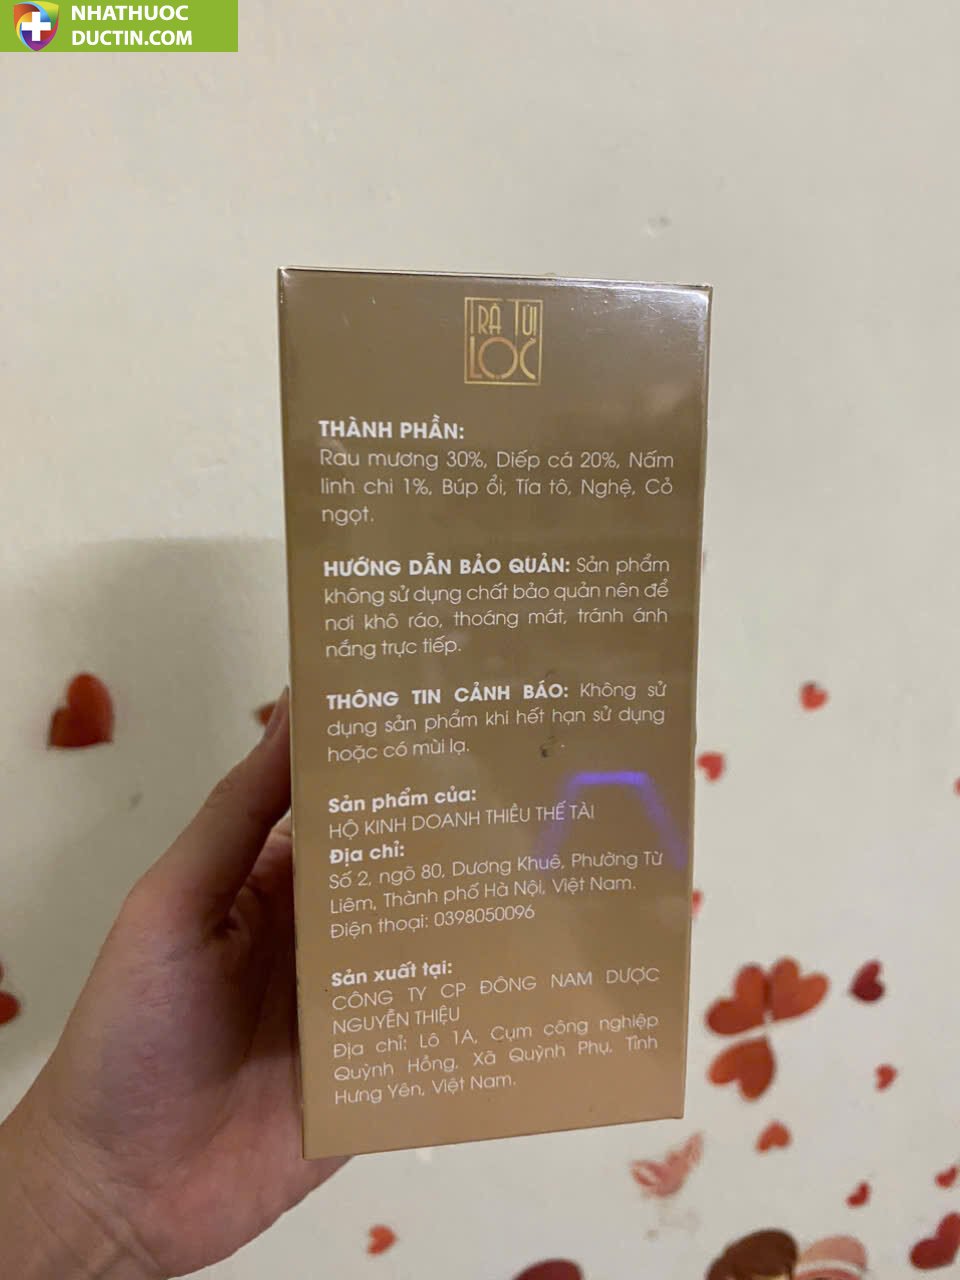 NHATHUOC
DUCTIN.COM
TRÀ TÚI
LỌC
THÀNH PHẦN:
Rau mương 30%, Diếp cá 20%, Nấm
linh chi 1%, Búp ổi, Tía tô, Nghệ, Cỏ
ngọt.
HƯỚNG DẪN BẢO QUẢN: Sản phẩm
không sử dụng chất bảo quản nên để
nơi khô ráo, thoáng mát, tránh ánh
nắng trực tiếp.
THÔNG TIN CẢNH BÁO: Không sử
dụng sản phẩm khi hết hạn sử dụng
hoặc có mùi lạ.
Sản phẩm của:
HỘ KINH DOANH THIỀU THẾ TÀI
Địa chỉ:
Số 2, ngõ 80, Dương Khuê, Phường Từ
Liêm, Thành phố Hà Nội, Việt Nam.
Điện thoại: 0398050096
Sản xuất tại:
CÔNG TY CP ĐÔNG NAM DƯỢC
NGUYỄN THIỆU
Địa chỉ: Lô 1A, Cụm công nghiệp
Quỳnh Hồng, Xã Quỳnh Phụ, Tỉnh
Hưng Yên, Việt Nam.